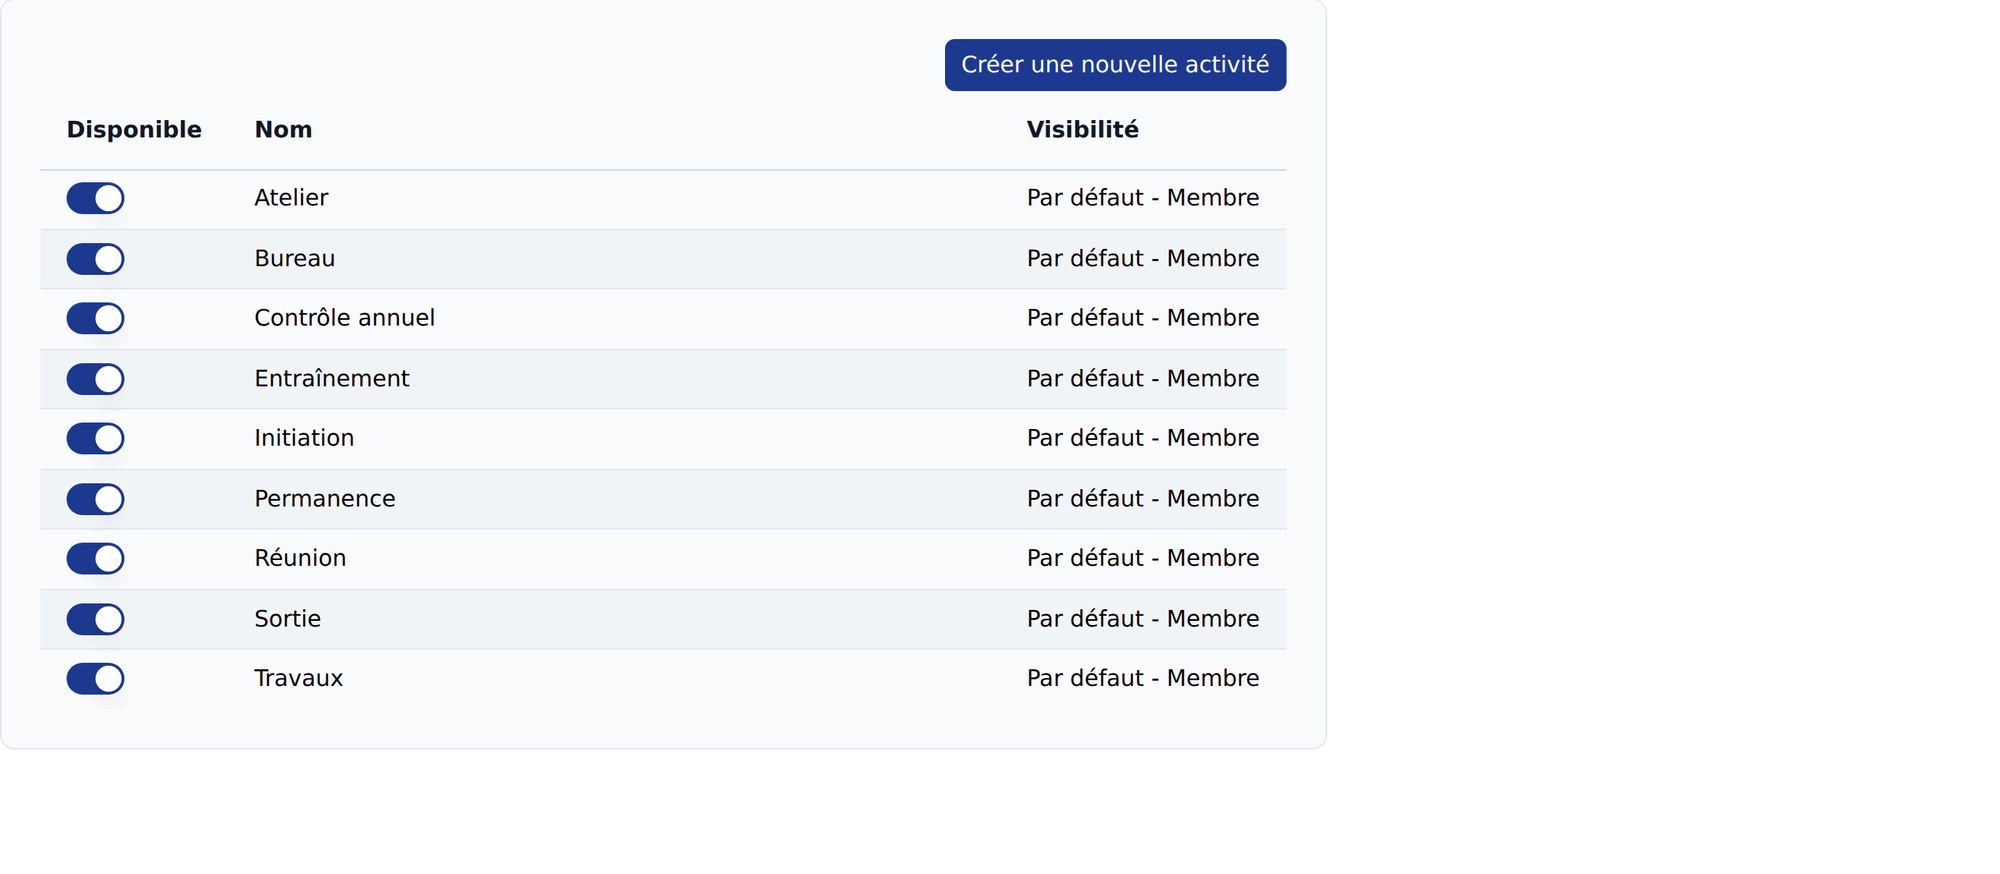 Créer une nouvelle activité
Disponible Nom Visibilité
Atelier Par défaut - Membre
Bureau Par défaut - Membre
Contrôle annuel Par défaut - Membre
Entraînement Par défaut - Membre
Initiation Par défaut - Membre
Permanence Par défaut - Membre
Réunion Par défaut - Membre
Sortie Par défaut - Membre
Travaux Par défaut - Membre